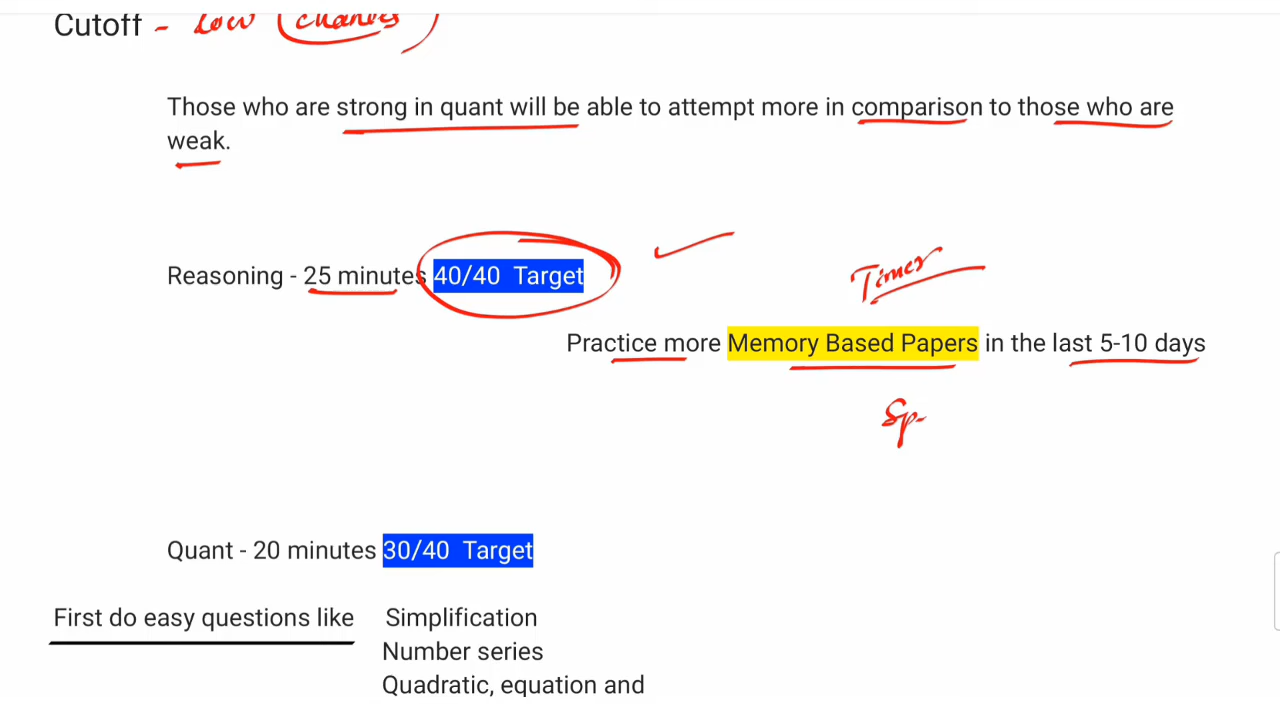 Cutoff - Low (chances)
Those who are strong in quant will be able to attempt more in comparison to those who are
weak.
Reasoning - 25 minutes 40/40 Target
Timer
Practice more Memory Based Papers in the last 5-10 days
Sp
Quant - 20 minutes 30/40 Target
First do easy questions like Simplification
Number series
Quadratic, equation and